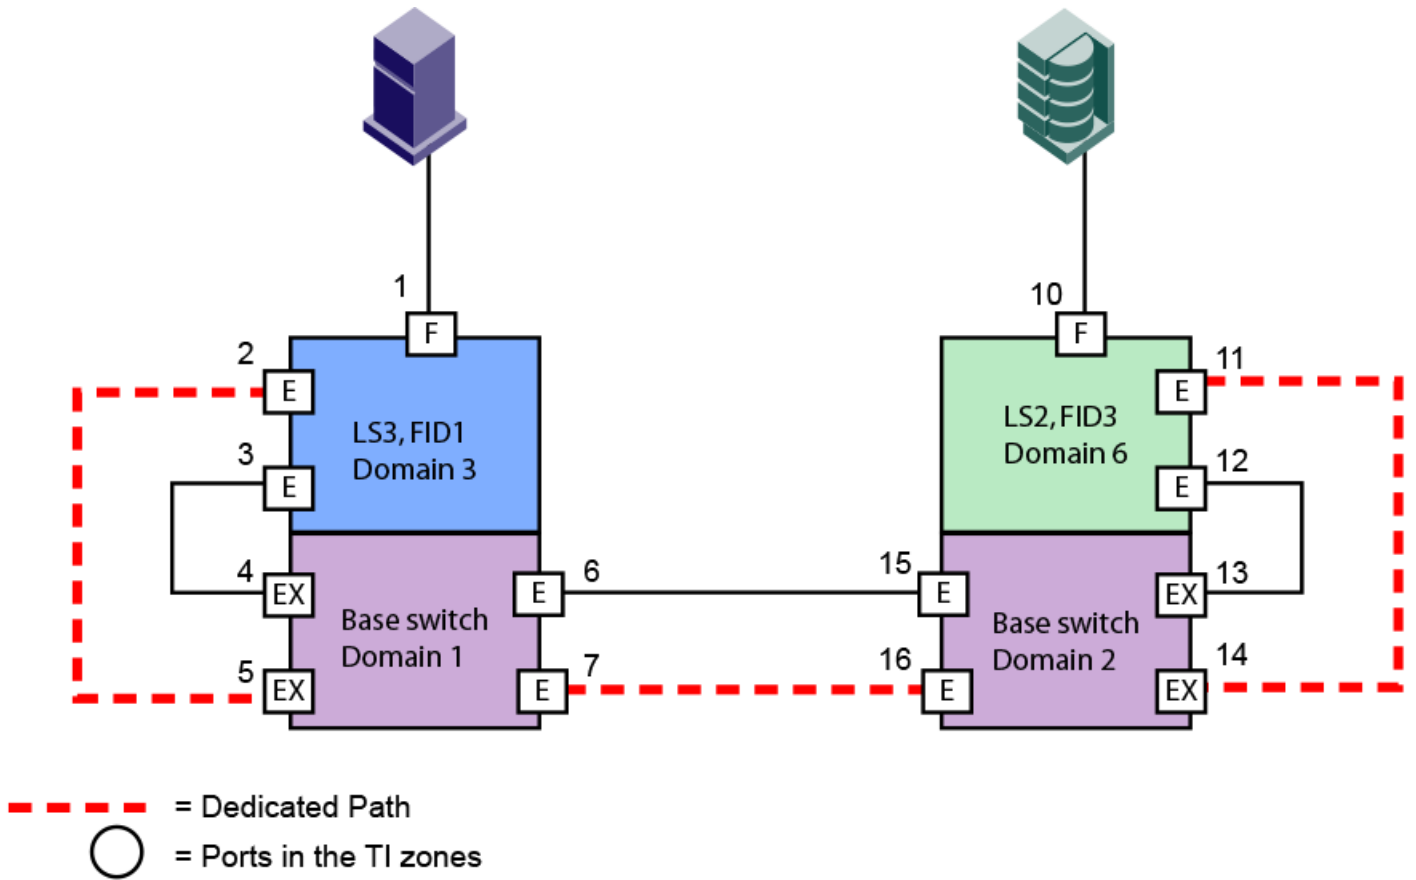 1
10
F
F
2
11
E
E
LS3, FID1
Domain 3
LS2, FID3
Domain 6
3
12
E
E
4
6
15
13
EX
E
E
EX
Base switch
Domain 1
Base switch
Domain 2
5
7
16
14
EX
E
E
EX
= Dedicated Path
= Ports in the TI zones